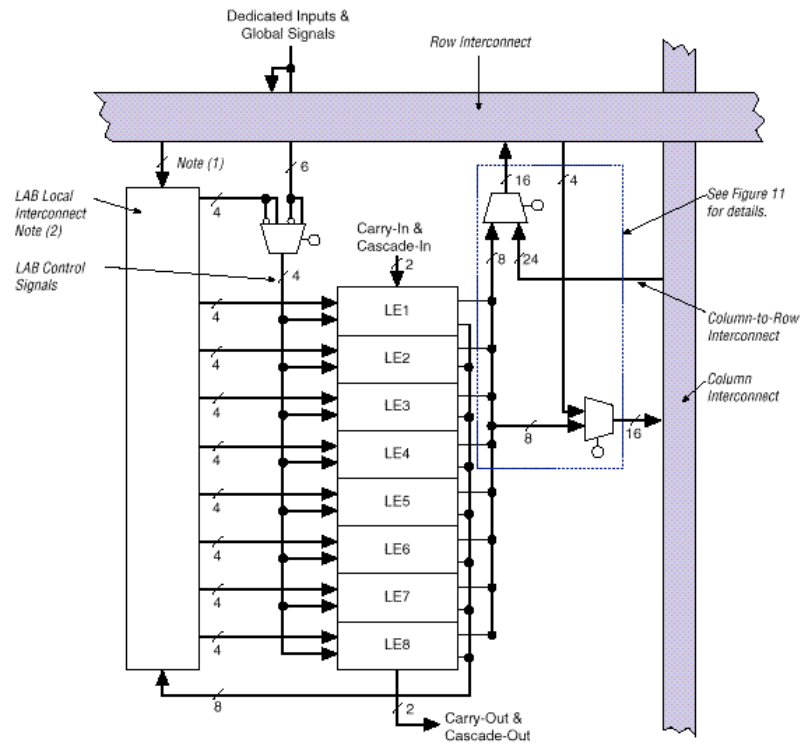 Dedicated Inputs &
Global Signals
Row Interconnect
Note (1)
6
16
4
LAB Local
Interconnect
Note (2)
4
See Figure 11
for details.
Carry-In &
Cascade-In
2
8
24
LAB Control
Signals
4
4
LE1
Column-to-Row
Interconnect
4
LE2
4
LE3
Column
Interconnect
8
16
4
LE4
4
LE5
4
LE6
4
LE7
4
LE8
8
2
Carry-Out &
Cascade-Out